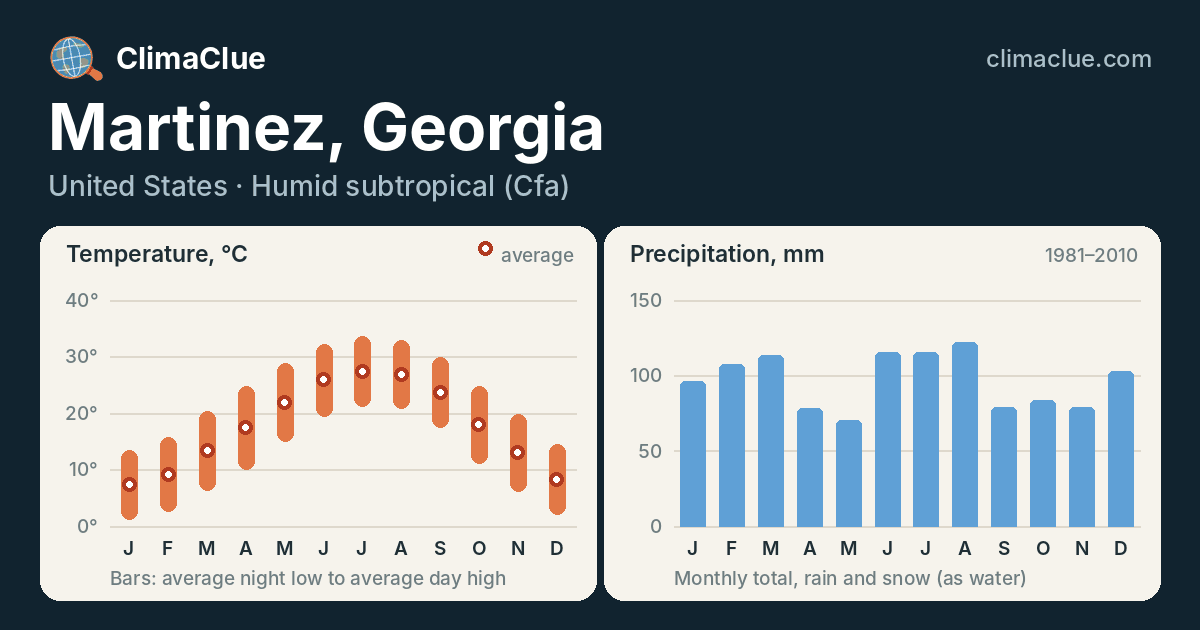 ClimaClue
climaclue.com
Martinez, Georgia
United States · Humid subtropical (Cfa)
Temperature, °C
average
40°
30°
20°
10°
0°
J F M A M J J A S O N D
Bars: average night low to average day high
Precipitation, mm
1981–2010
150
100
50
0
J F M A M J J A S O N D
Monthly total, rain and snow (as water)